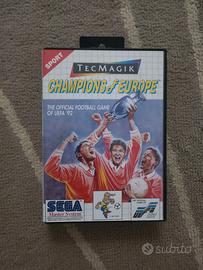 SPORT
TECMAGIK
CHAMPIONS of EUROPE
THE OFFICIAL FOOTBALL GAME
OF UEFA '92
SEGA
Master System
subito